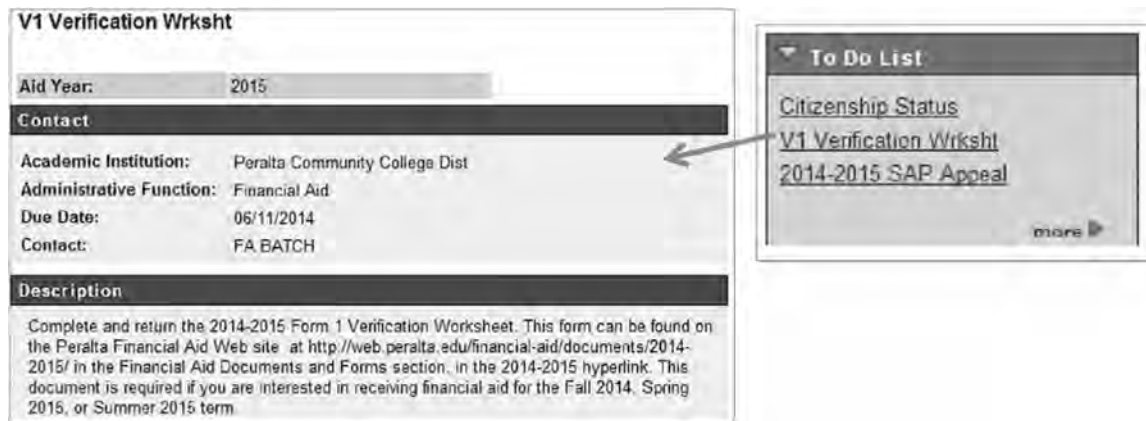 V1 Verification Wrksht
Aid Year: 2015
Contact
Academic Institution: Peralta Community College Dist
Administrative Function: Financial Aid
Due Date: 06/11/2014
Contact: FA BATCH
Description
Complete and return the 2014-2015 Form 1 Verification Worksheet. This form can be found on
the Peralta Financial Aid Web site at http://web.peralta.edu/financial-aid/documents/2014-
2015/ in the Financial Aid Documents and Forms section, in the 2014-2015 hyperlink. This
document is required if you are interested in receiving financial aid for the Fall 2014, Spring
2015, or Summer 2015 term
To Do List
Citizenship Status
V1 Verification Wrksht
2014-2015 SAP Appeal
more